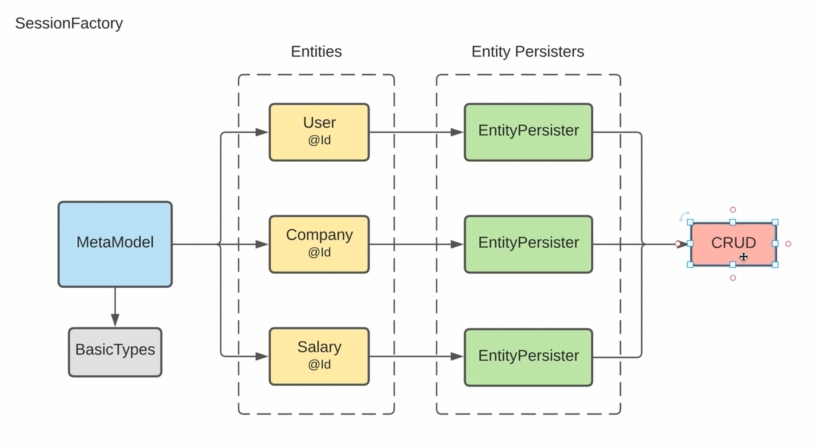 SessionFactory
Entities
Entity Persisters
User
@Id
EntityPersister
MetaModel
Company
@Id
EntityPersister
CRUD
BasicTypes
Salary
@Id
EntityPersister